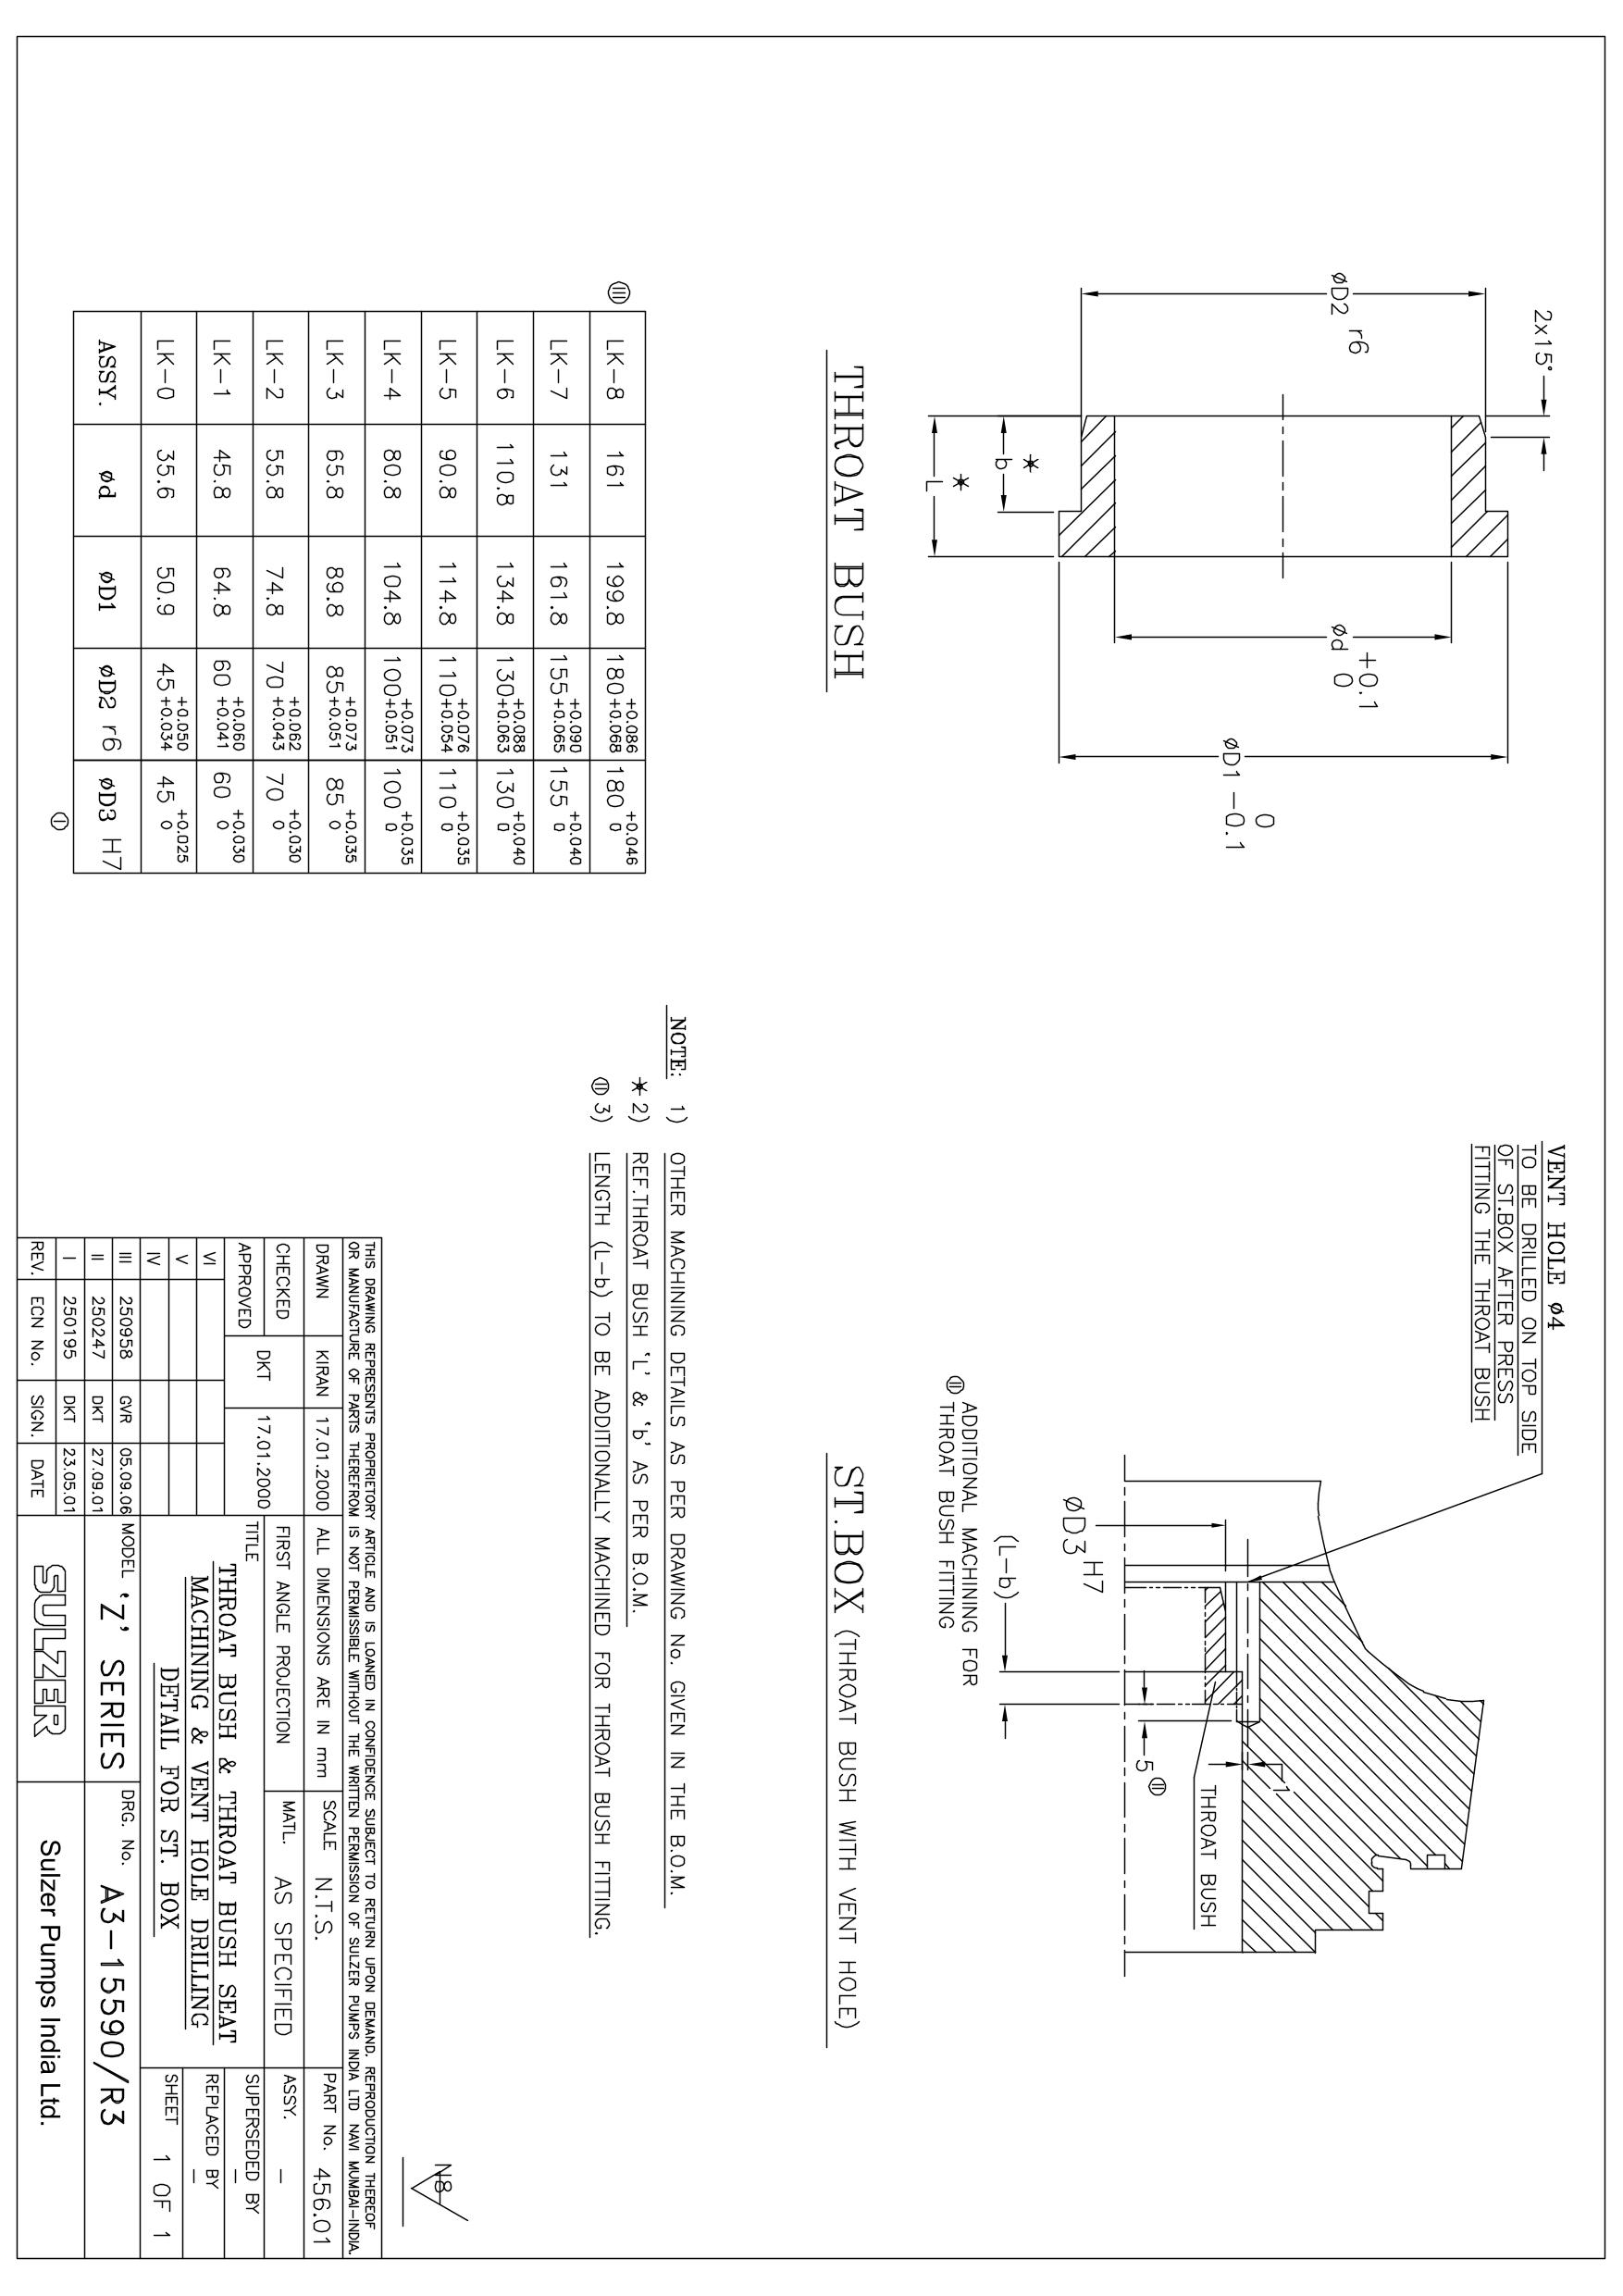 2x15°
øD2 r6
ød +0.1 0
øD1 0 -0.1
* b
* L
THROAT BUSH
VENT HOLE ø4
TO BE DRILLED ON TOP SIDE
OF ST.BOX AFTER PRESS
FITTING THE THROAT BUSH
øD3 H7
(L-b)
5 (II)
1
THROAT BUSH
(II) ADDITIONAL MACHINING FOR
THROAT BUSH FITTING
ST.BOX (THROAT BUSH WITH VENT HOLE)
(III) LK-8 161 199.8 180 +0.086 +0.068 180 +0.046 0
LK-7 131 161.8 155 +0.090 +0.065 155 +0.040 0
LK-6 110.8 134.8 130 +0.088 +0.063 130 +0.040 0
LK-5 90.8 114.8 110 +0.076 +0.054 110 +0.035 0
LK-4 80.8 104.8 100 +0.073 +0.051 100 +0.035 0
LK-3 65.8 89.8 85 +0.073 +0.051 85 +0.035 0
LK-2 55.8 74.8 70 +0.062 +0.043 70 +0.030 0
LK-1 45.8 64.8 60 +0.060 +0.041 60 +0.030 0
LK-0 35.6 50.9 45 +0.050 +0.034 45 +0.025 0
ASSY. ød øD1 øD2 r6 øD3 H7
(I)
NOTE: 1) OTHER MACHINING DETAILS AS PER DRAWING No. GIVEN IN THE B.O.M.
* 2) REF.THROAT BUSH 'L' & 'b' AS PER B.O.M.
(II) 3) LENGTH (L-b) TO BE ADDITIONALLY MACHINED FOR THROAT BUSH FITTING.
N8
THIS DRAWING REPRESENTS PROPRIETORY ARTICLE AND IS LOANED IN CONFIDENCE SUBJECT TO RETURN UPON DEMAND. REPRODUCTION THEREOF
OR MANUFACTURE OF PARTS THEREFROM IS NOT PERMISSIBLE WITHOUT THE WRITTEN PERMISSION OF SULZER PUMPS INDIA LTD NAVI MUMBAI-INDIA.
DRAWN KIRAN 17.01.2000
CHECKED
APPROVED
DKT 17.01.2000
ALL DIMENSIONS ARE IN mm
FIRST ANGLE PROJECTION
SCALE N.T.S.
MATL. AS SPECIFIED
PART No. 456.01
ASSY. -
TITLE
THROAT BUSH & THROAT BUSH SEAT
MACHINING & VENT HOLE DRILLING
DETAIL FOR ST. BOX
SUPERSEDED BY
-
REPLACED BY
-
SHEET 1 OF 1
VI
V
IV
III 250958 GVR 05.09.06
II 250247 DKT 27.09.01
I 250195 DKT 23.05.01
REV. ECN No. SIGN. DATE
MODEL 'Z' SERIES
DRG. No. A3-15590/R3
SULZER
Sulzer Pumps India Ltd.